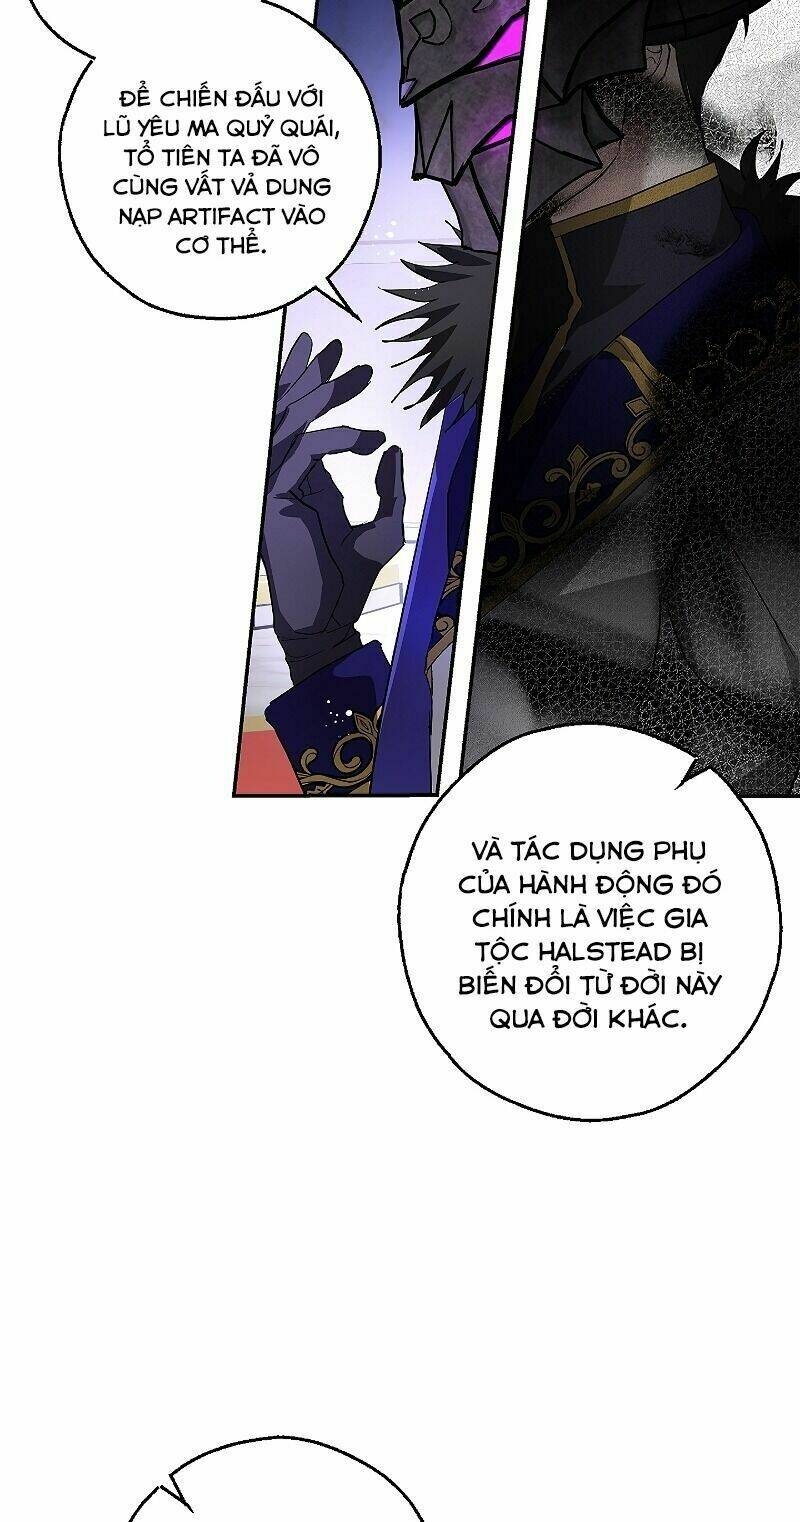 ĐỂ CHIẾN ĐẤU VỚI
LŨ YÊU MA QUỶ QUÁI,
TỔ TIÊN TA ĐÃ VÔ
CÙNG VẤT VẢ DUNG
NẠP ARTIFACT VÀO
CƠ THỂ.
VÀ TÁC DỤNG PHỤ
CỦA HÀNH ĐỘNG ĐÓ
CHÍNH LÀ VIỆC GIA
TỘC HALSTEAD BỊ
BIẾN ĐỔI TỪ ĐỜI NÀY
QUA ĐỜI KHÁC.